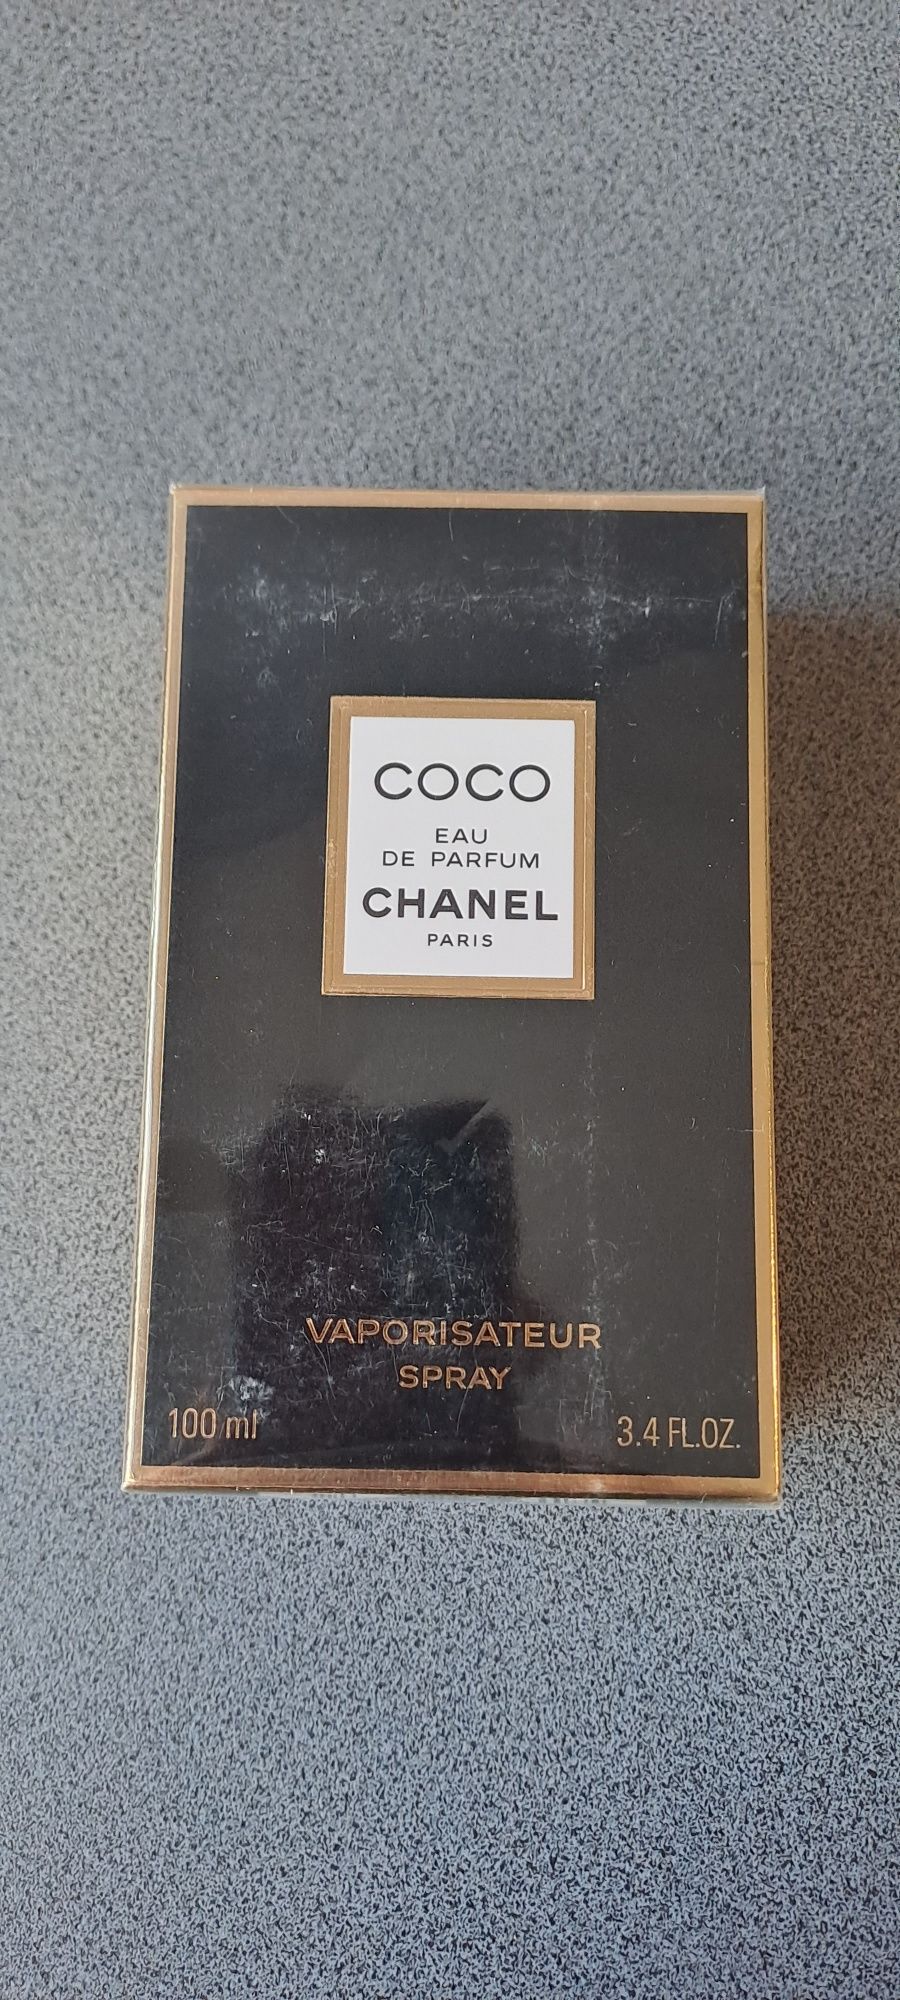 COCO
EAU
DE PARFUM
CHANEL
PARIS
VAPORISATEUR
SPRAY
100 ml
3.4 FL.OZ.